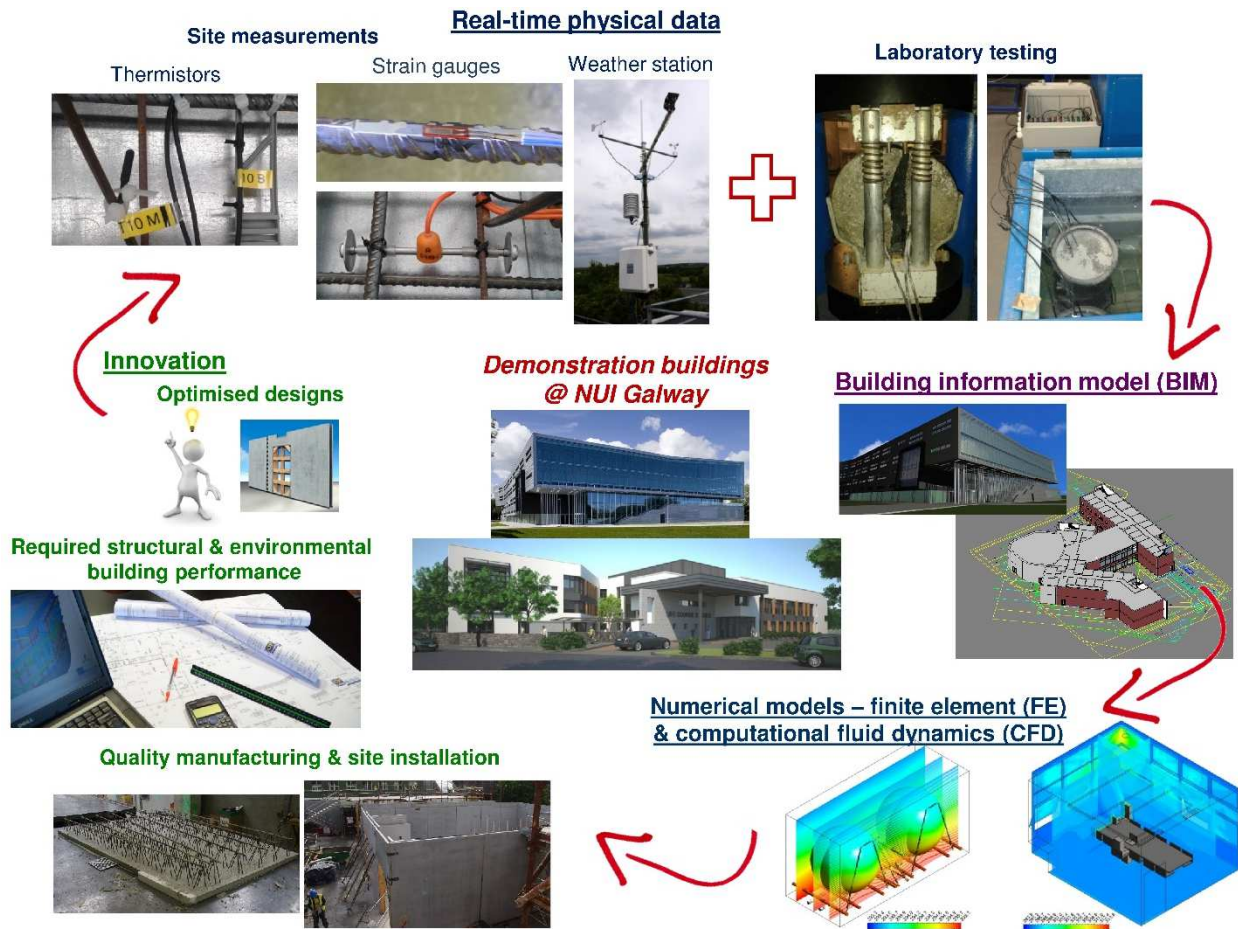 Real-time physical data
Site measurements
Laboratory testing
Thermistors
Strain gauges
Weather station
T10 M
10 B
Innovation
Optimised designs
Demonstration buildings
@ NUI Galway
Building information model (BIM)
Required structural & environmental
building performance
Numerical models – finite element (FE)
& computational fluid dynamics (CFD)
Quality manufacturing & site installation